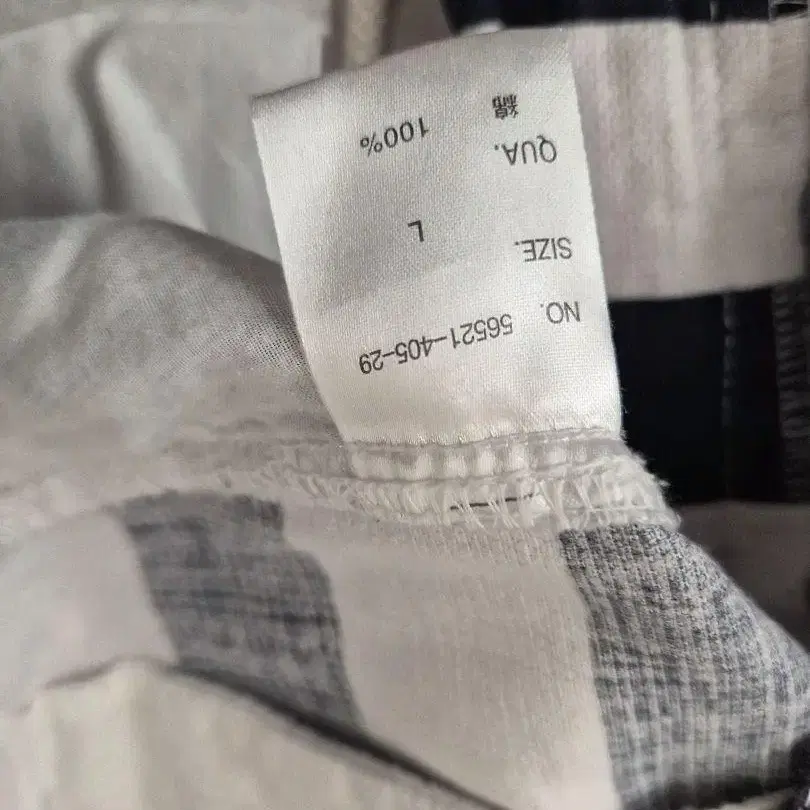 NO. 56521-405-29
SIZE. L
QUA.
綿 100%